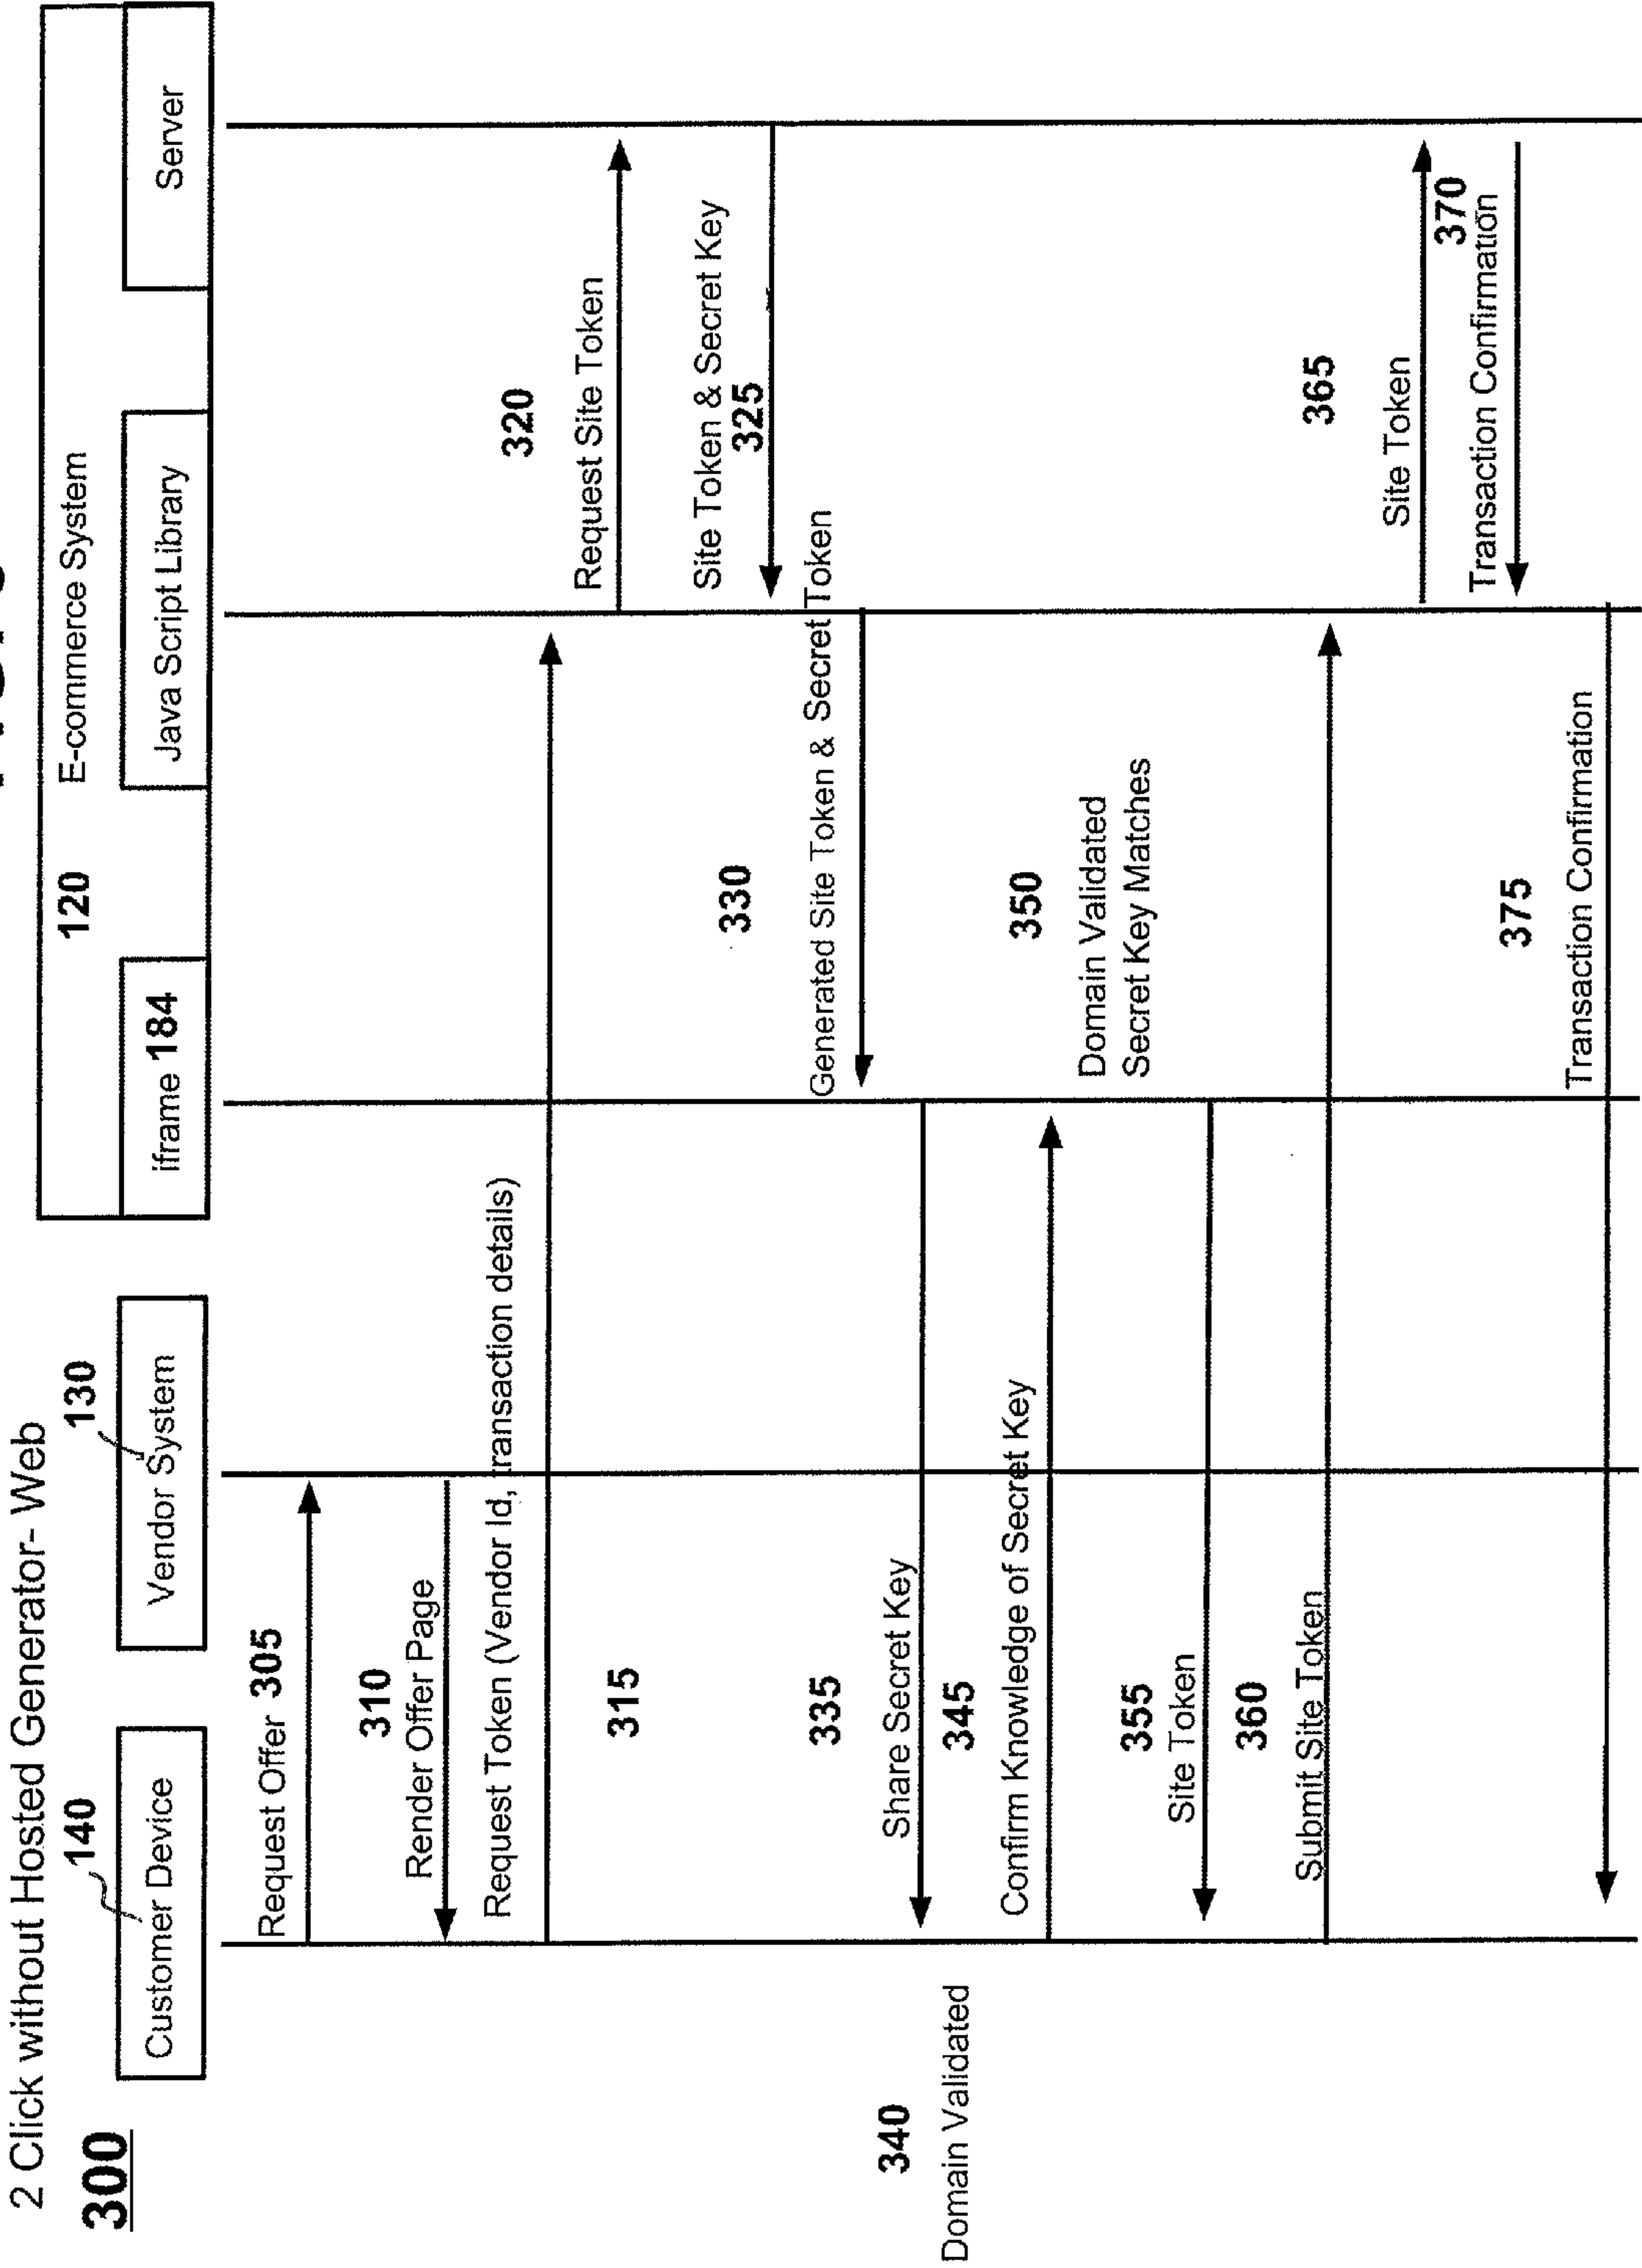 2 Click without Hosted Generator- Web
300
140
130
120
E-commerce System
Customer Device
Vendor System
iframe 184
Java Script Library
Server
Request Offer 305
310
Render Offer Page
Request Token (Vendor Id, transaction details)
315
320
Request Site Token
Site Token & Secret Key
325
330
Generated Site Token & Secret Token
335
Share Secret Key
340
Domain Validated
345
Confirm Knowledge of Secret Key
350
Domain Validated
Secret Key Matches
355
Site Token
360
Submit Site Token
365
Site Token
370
Transaction Confirmation
375
Transaction Confirmation